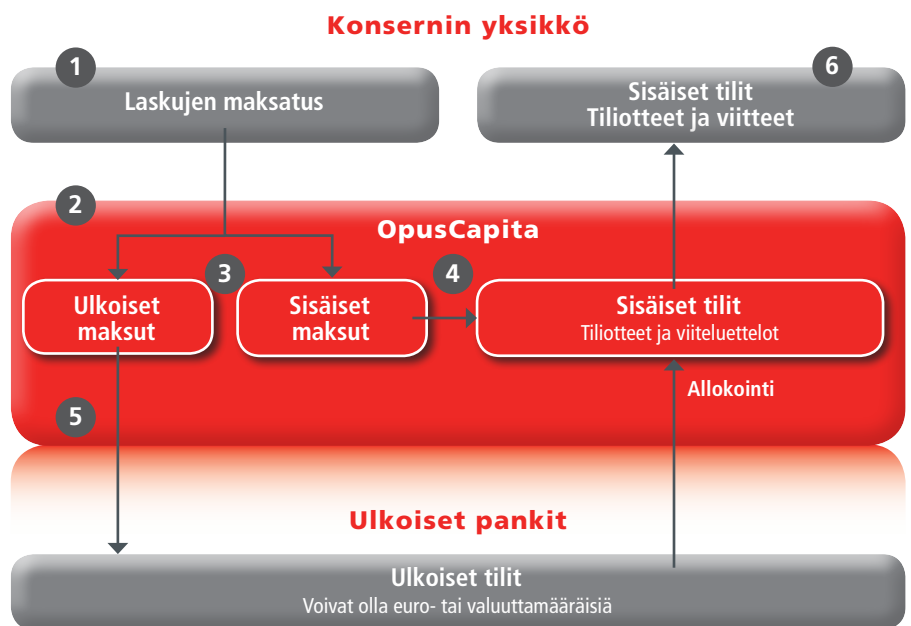 Konsernin yksikkö
1
Laskujen maksatus
6
Sisäiset tilit
Tiliotteet ja viitteet
2
OpusCapita
3
4
Ulkoiset
maksut
Sisäiset
maksut
Sisäiset tilit
Tiliotteet ja viiteluettelot
Allokointi
5
Ulkoiset pankit
Ulkoiset tilit
Voivat olla euro- tai valuuttamääräisiä